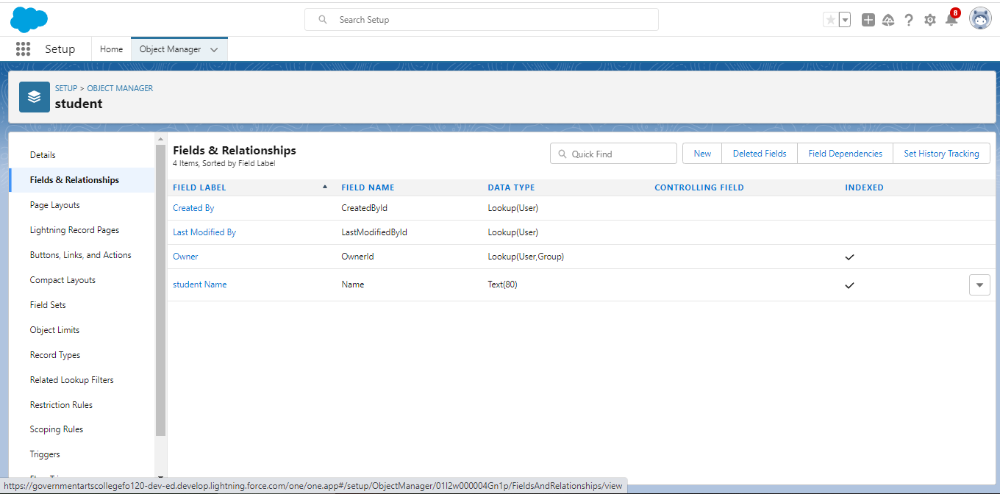 Search Setup
8
Setup
Home
Object Manager
SETUP > OBJECT MANAGER
student
Details
Fields & Relationships
Page Layouts
Lightning Record Pages
Buttons, Links, and Actions
Compact Layouts
Field Sets
Object Limits
Record Types
Related Lookup Filters
Restriction Rules
Scoping Rules
Triggers
Fields & Relationships
4 Items, Sorted by Field Label
Quick Find
New
Deleted Fields
Field Dependencies
Set History Tracking
FIELD LABEL FIELD NAME DATA TYPE CONTROLLING FIELD INDEXED
Created By CreatedById Lookup(User)
Last Modified By LastModifiedById Lookup(User)
Owner OwnerId Lookup(User,Group)
student Name Name Text(80)
https://governmentartscollegefo120-dev-ed.develop.lightning.force.com/one/one.app#/setup/ObjectManager/01I2w000004Gn1p/FieldsAndRelationships/view